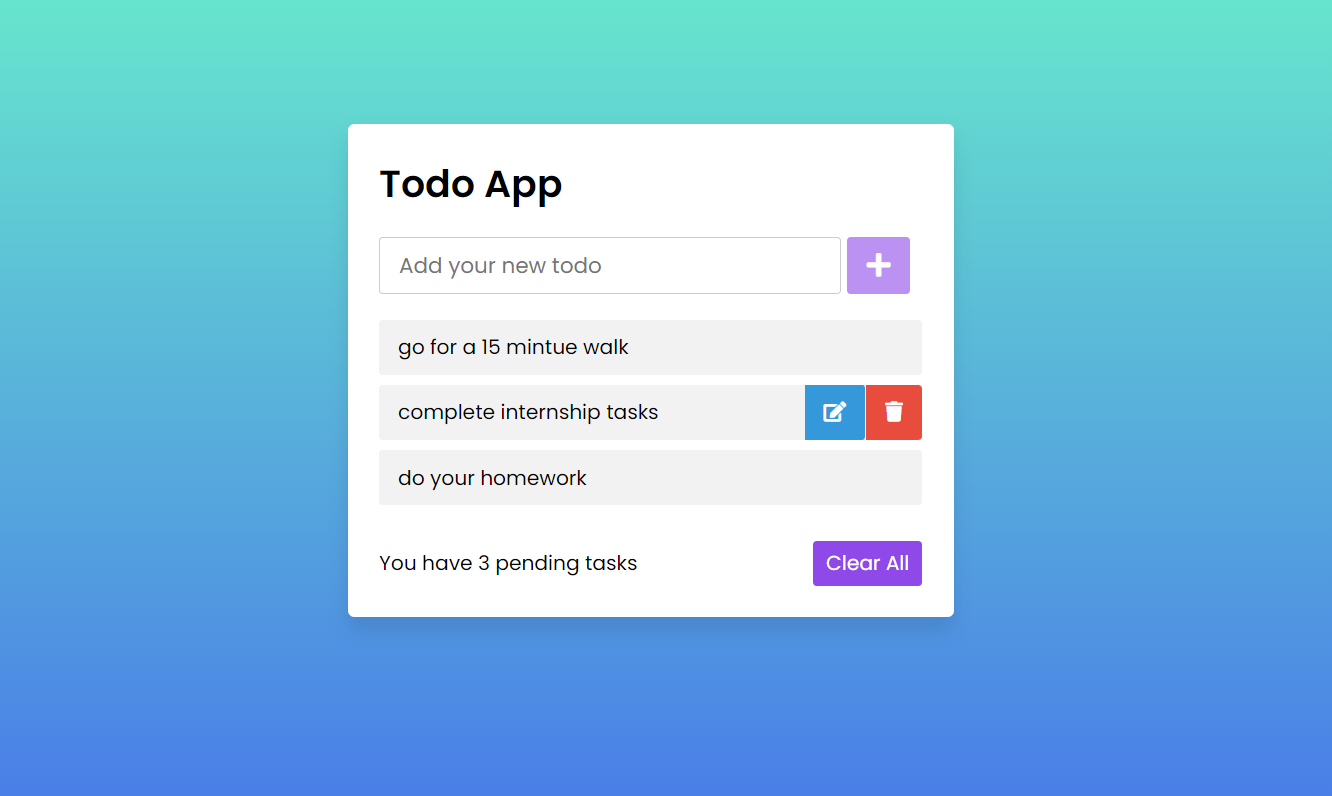 Todo App
Add your new todo
go for a 15 mintue walk
complete internship tasks
do your homework
You have 3 pending tasks
Clear All